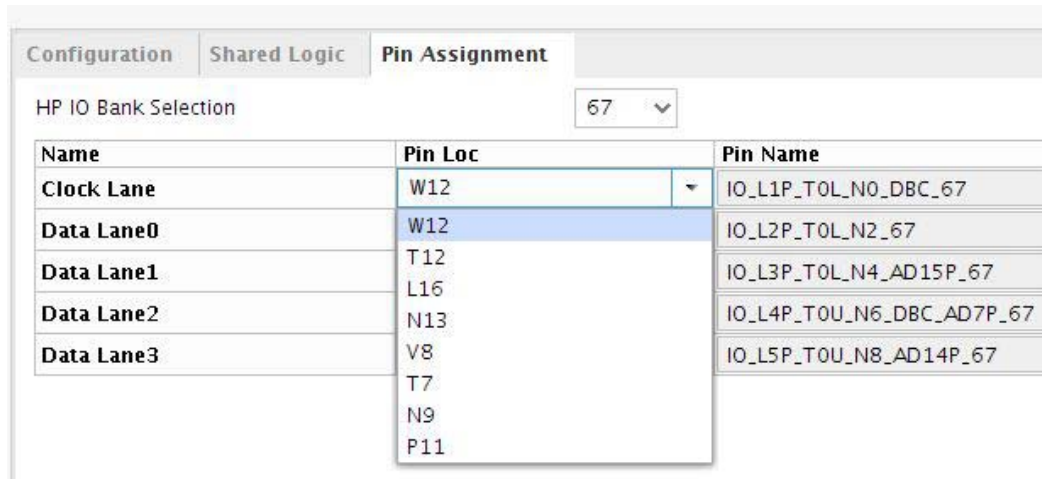 Configuration Shared Logic Pin Assignment
HP IO Bank Selection 67
Name Pin Loc Pin Name
Clock Lane W12 IO_L1P_T0L_N0_DBC_67
Data Lane0 W12 IO_L2P_T0L_N2_67
T12
Data Lane1 L16 IO_L3P_T0L_N4_AD15P_67
Data Lane2 N13 IO_L4P_T0U_N6_DBC_AD7P_67
Data Lane3 V8 IO_L5P_T0U_N8_AD14P_67
T7
N9
P11